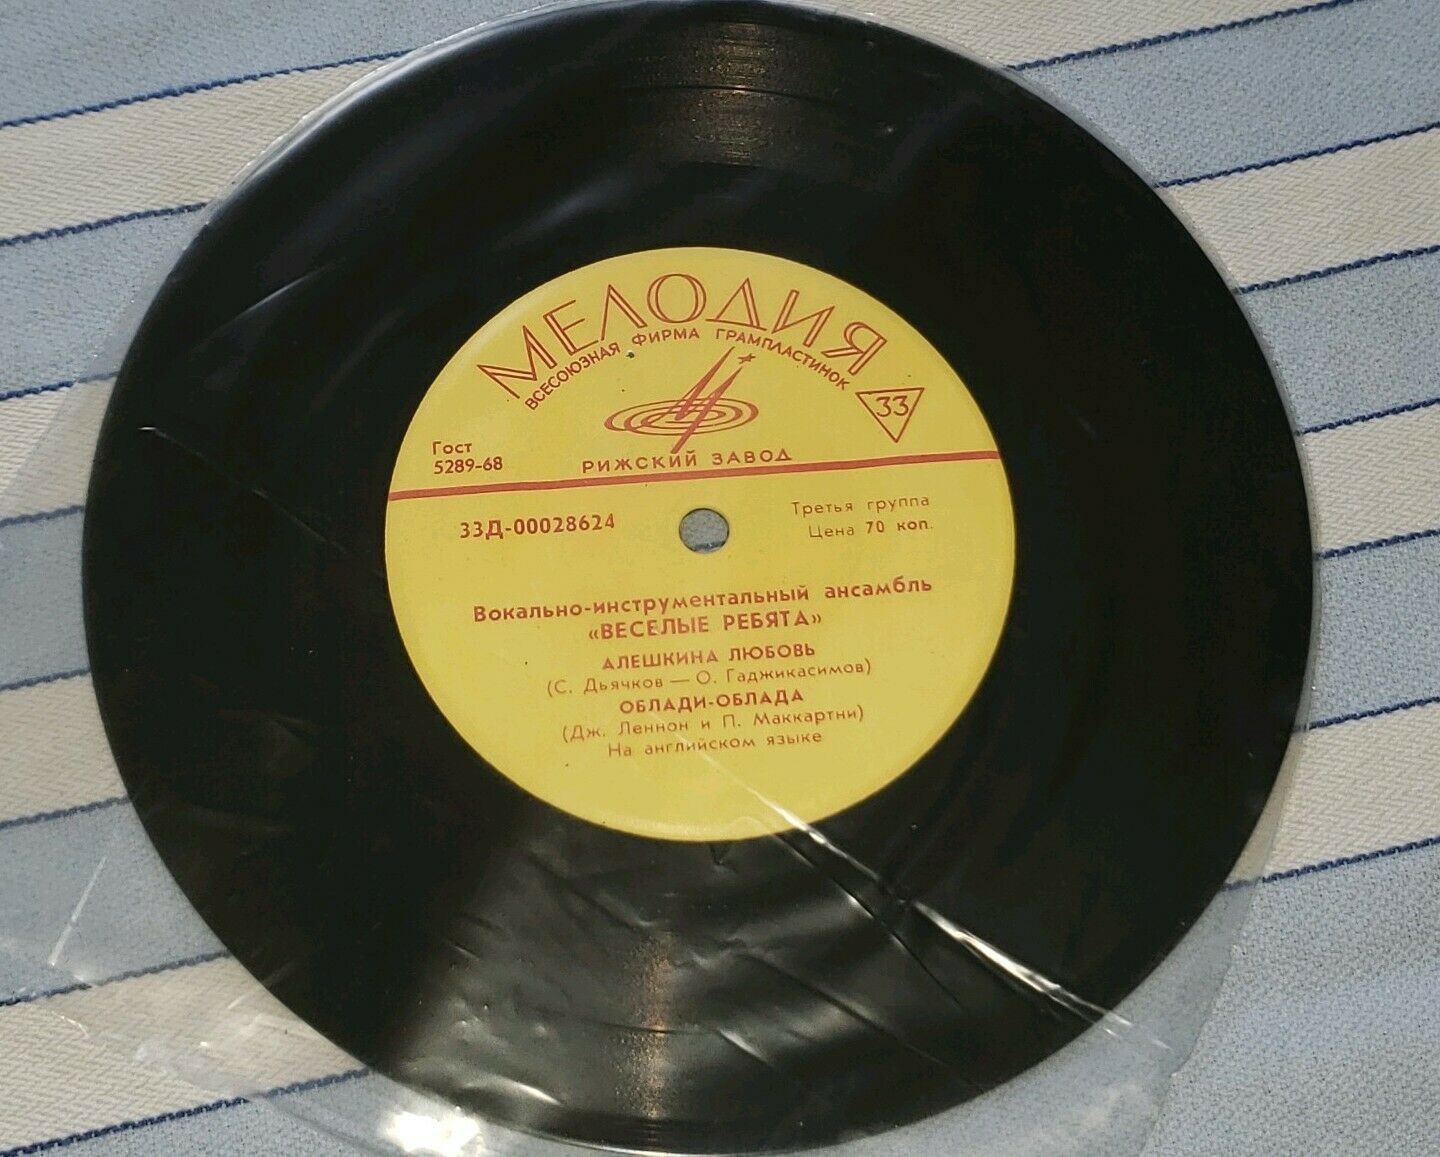 МЕЛОДИЯ
ВСЕСОЮЗНАЯ ФИРМА ГРАМПЛАСТИНОК
33
Гост
5289-68
РИЖСКИЙ ЗАВОД
33Д-00028624
Третья группа
Цена 70 коп.
Вокально-инструментальный ансамбль
«ВЕСЕЛЫЕ РЕБЯТА»
АЛЕШКИНА ЛЮБОВЬ
(С. Дьячков — О. Гаджикасимов)
ОБЛАДИ-ОБЛАДА
(Дж. Леннон и П. Маккартни)
На английском языке